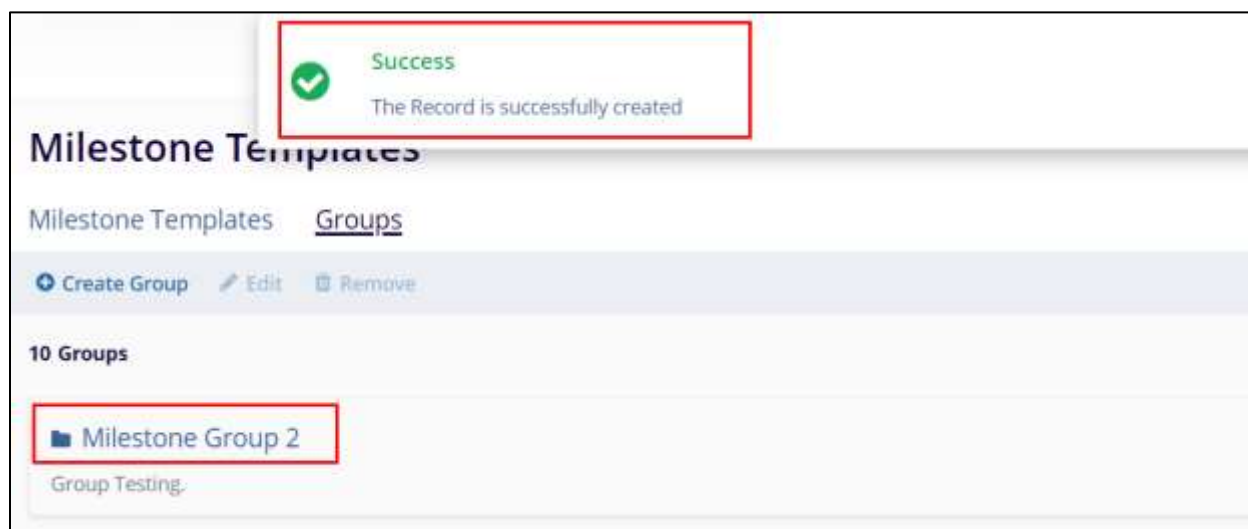 Success
The Record is successfully created
Milestone Templates
Milestone Templates Groups
Create Group Edit Remove
10 Groups
Milestone Group 2
Group Testing.